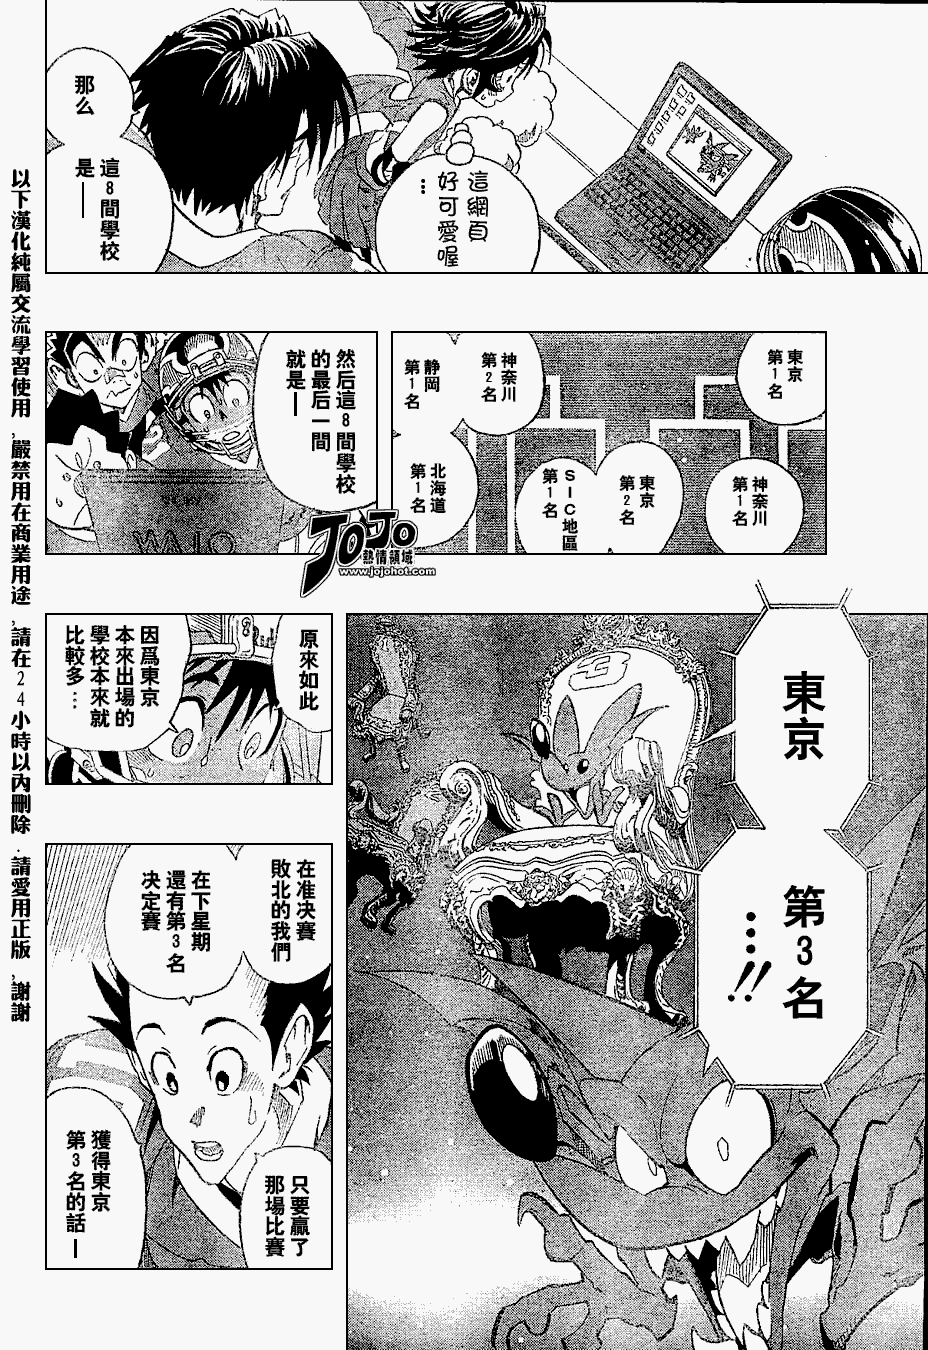 這網頁
好可愛喔
…
那么
這8間學校
是—
東京
第1名
神奈川
第1名
東京
第2名
SIC地區
第1名
神奈川
第2名
静岡
第1名
北海道
第1名
然后這8間學校
的最后一間
就是—
JOJO
熱情領域
www.jojohot.com
東京
第3名
…!!
3
原來如此
因爲東京
本來出場的
學校本來就
比較多…
在准決賽
敗北的我們
在下星期
還有第3名
决定賽
只要贏了
那場比賽
獲得東京
第3名的話—
以下漢化純屬交流學習使用,嚴禁用在商業用途,請在24小時以內刪除.請愛用正版,謝謝